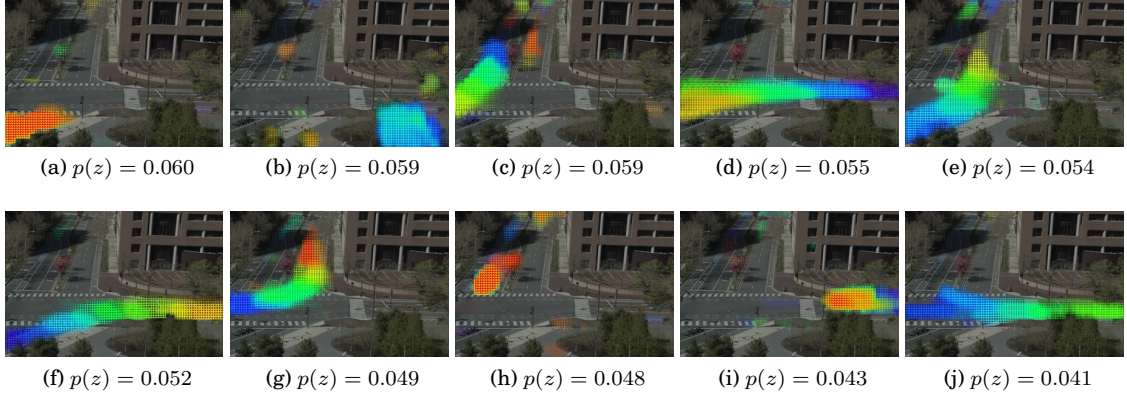 (a) p(z) = 0.060
(b) p(z) = 0.059
(c) p(z) = 0.059
(d) p(z) = 0.055
(e) p(z) = 0.054
(f) p(z) = 0.052
(g) p(z) = 0.049
(h) p(z) = 0.048
(i) p(z) = 0.043
(j) p(z) = 0.041